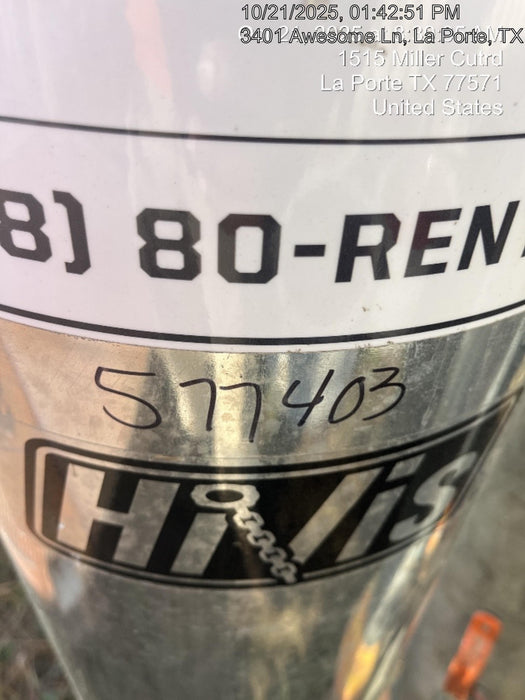 10/21/2025, 01:42:51 PM
3401 Awesome Ln, La Porte, TX
1515 Miller Cutrd
La Porte TX 77571
United States
8) 80-REN
577403
HiVis